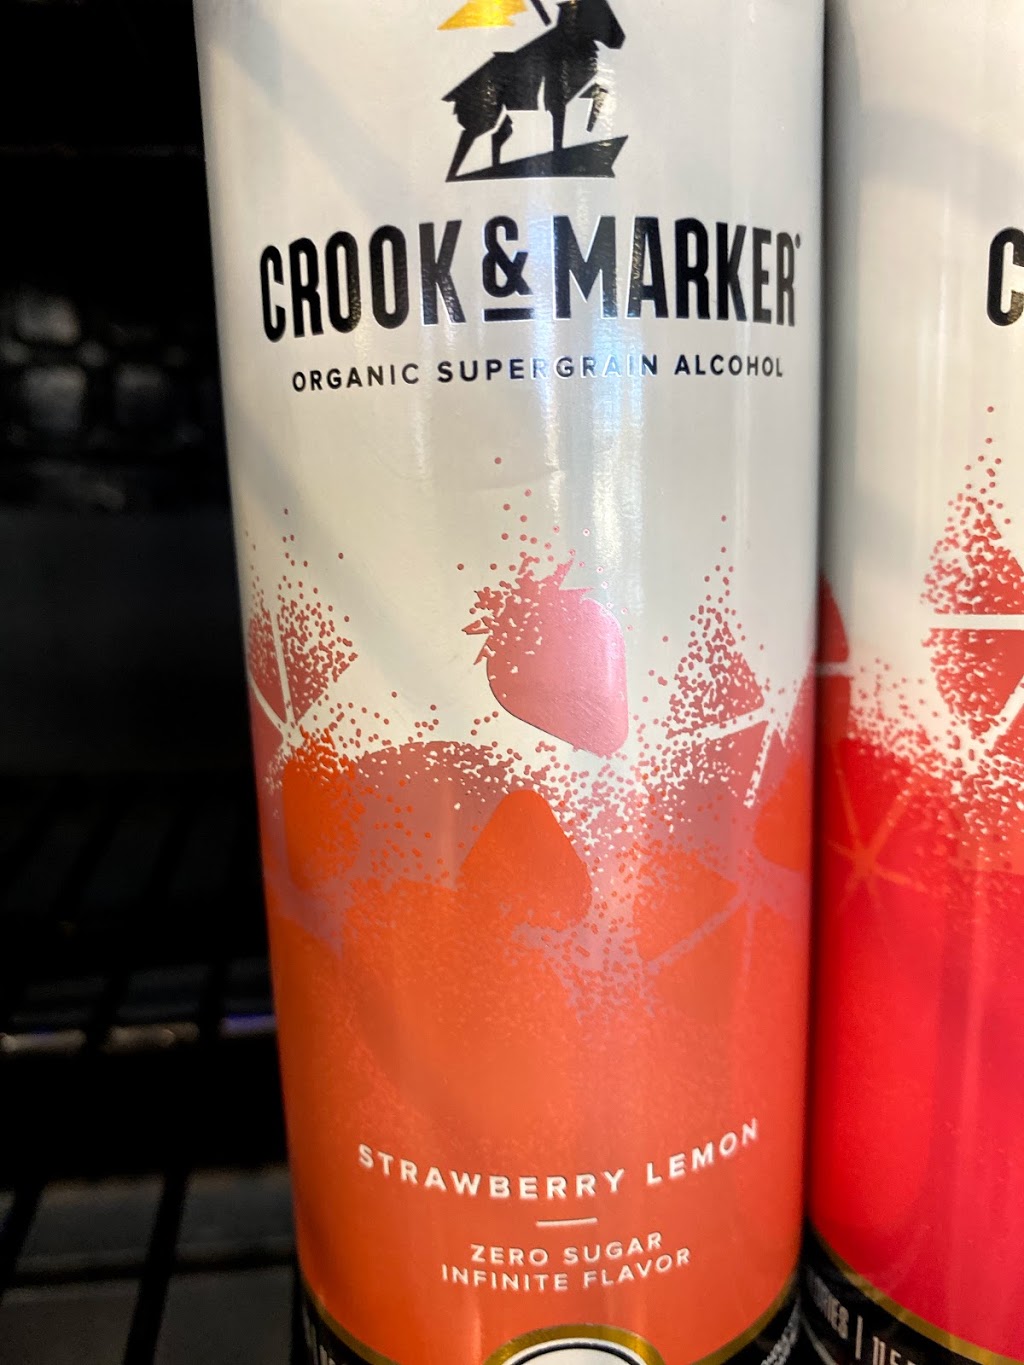 CROOK & MARKER
ORGANIC SUPERGRAIN ALCOHOL
STRAWBERRY LEMON
ZERO SUGAR
INFINITE FLAVOR
C